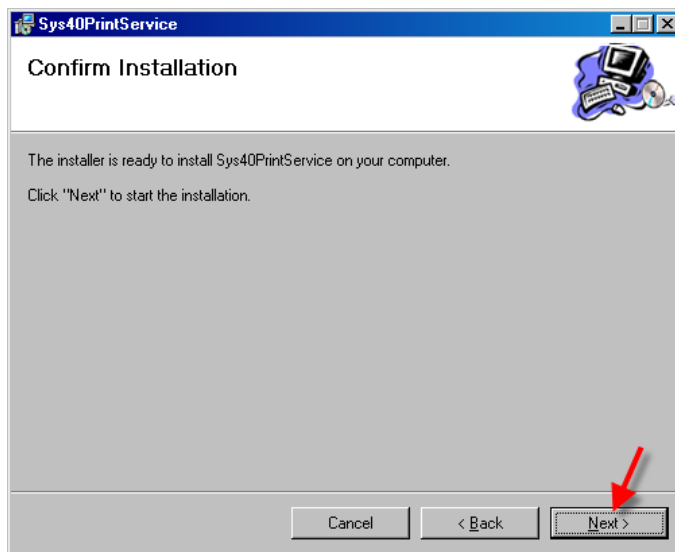 Sys40PrintService
Confirm Installation
The installer is ready to install Sys40PrintService on your computer.
Click "Next" to start the installation.
Cancel
< Back
Next >